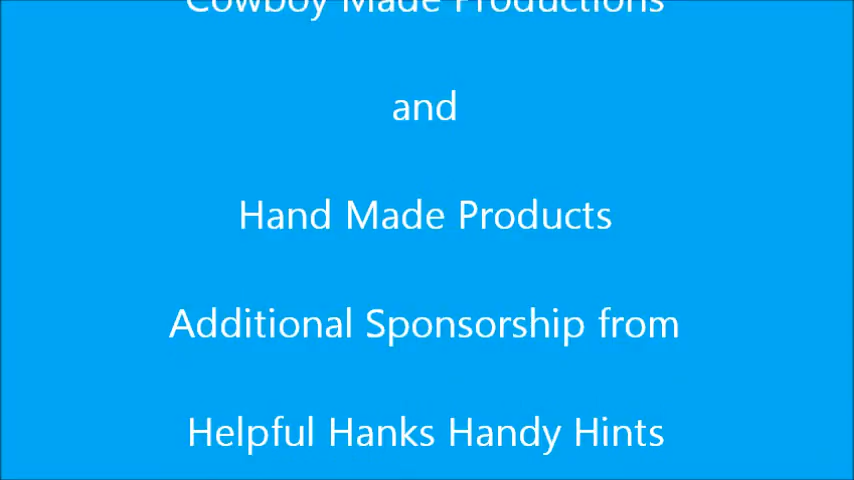 Cowboy Made Productions
and
Hand Made Products
Additional Sponsorship from
Helpful Hanks Handy Hints